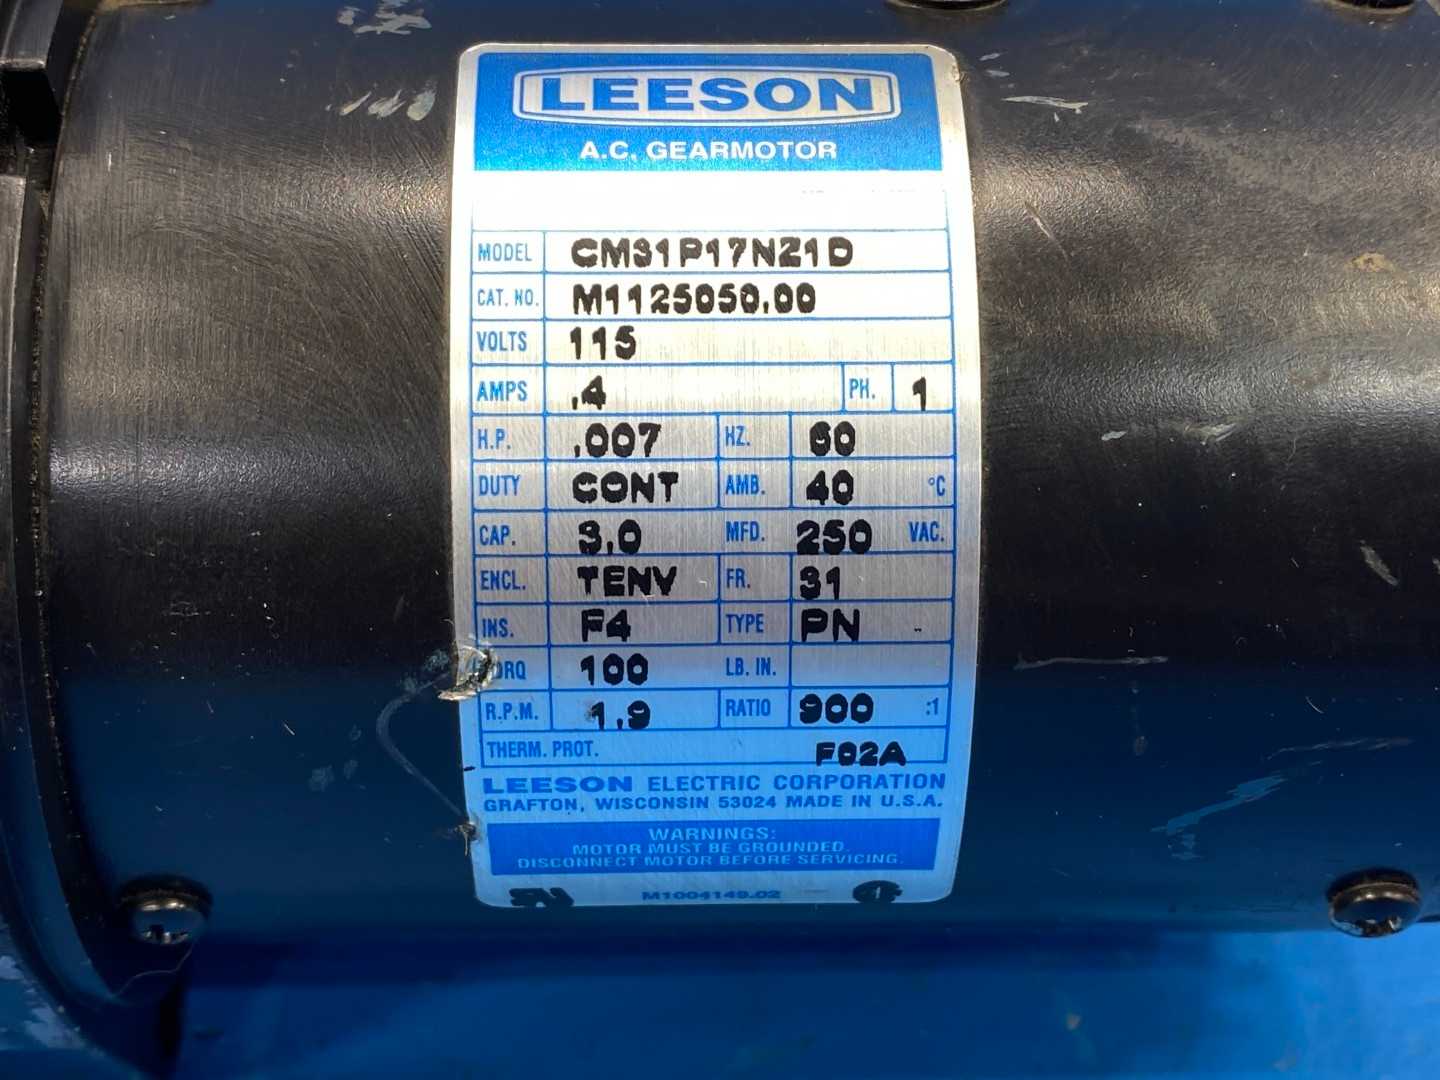 LEESON
A.C. GEARMOTOR
MODEL CM31P17NZ1D
CAT. NO. M1125050.00
VOLTS 115
AMPS .4 PH. 1
H.P. .007 HZ. 60
DUTY CONT AMB. 40 °C
CAP. 3.0 MFD. 250 VAC.
ENCL. TENV FR. 31
INS. F4 TYPE PN
100 LB. IN.
R.P.M. 1.9 RATIO 900 :1
THERM. PROT. F02A
LEESON ELECTRIC CORPORATION
GRAFTON, WISCONSIN 53024 MADE IN U.S.A.
WARNINGS:
MOTOR MUST BE GROUNDED.
DISCONNECT MOTOR BEFORE SERVICING.
M1004149.02